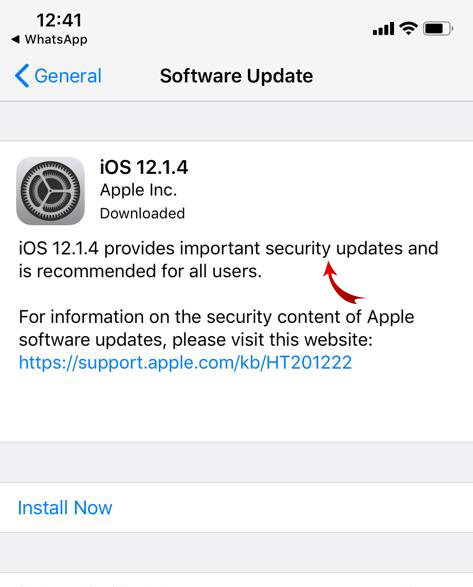 12:41
◀ WhatsApp
General
Software Update
iOS 12.1.4
Apple Inc.
Downloaded
iOS 12.1.4 provides important security updates and
is recommended for all users.
For information on the security content of Apple
software updates, please visit this website:
https://support.apple.com/kb/HT201222
Install Now